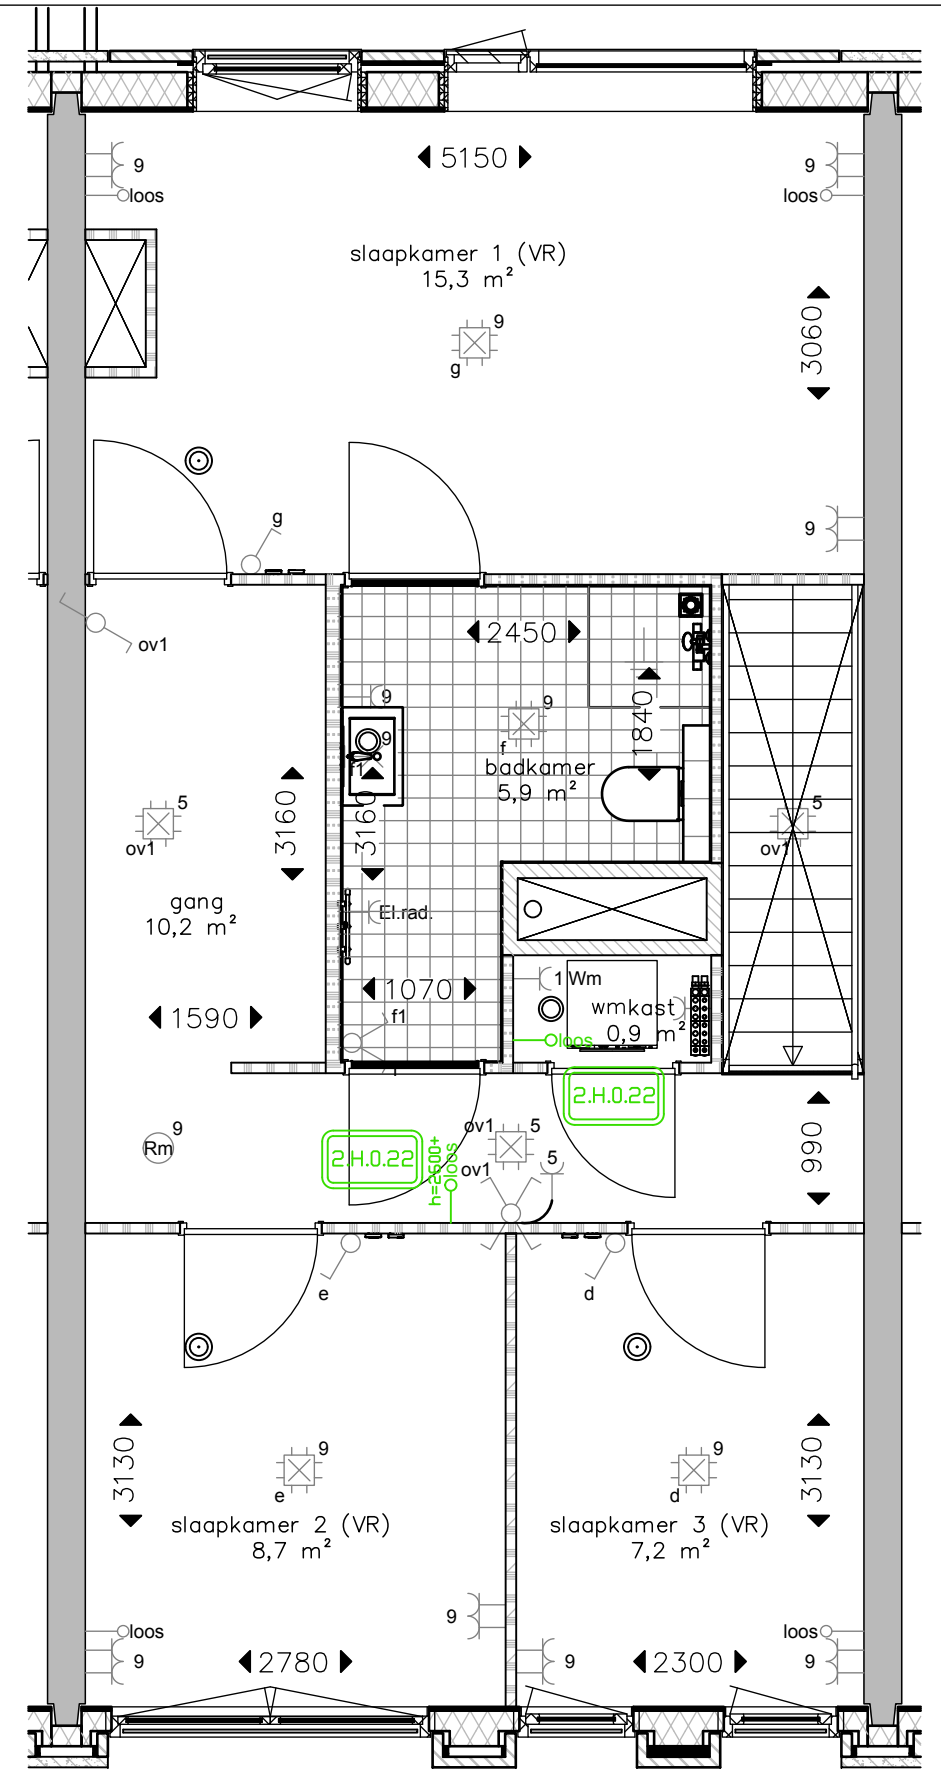 5150
9
loos
9
loos
slaapkamer 1 (VR)
15,3 m²
3060
9
g
9
g
ov1
2450
9
9
1840
9
f
f1
badkamer
5,9 m²
5
ov1
3160
3160
5
ov1
gang
10,2 m²
El.rad.
1590
1070
f1
1 Wm
wmkast
0,9 m²
loos
2.H.0.22
990
9
Rm
2.H.0.22
h=2600+
loos
ov1
5
ov1
5
e
d
3130
9
e
slaapkamer 2 (VR)
8,7 m²
9
d
slaapkamer 3 (VR)
7,2 m²
3130
9
loos
9
2780
9
2300
loos
9